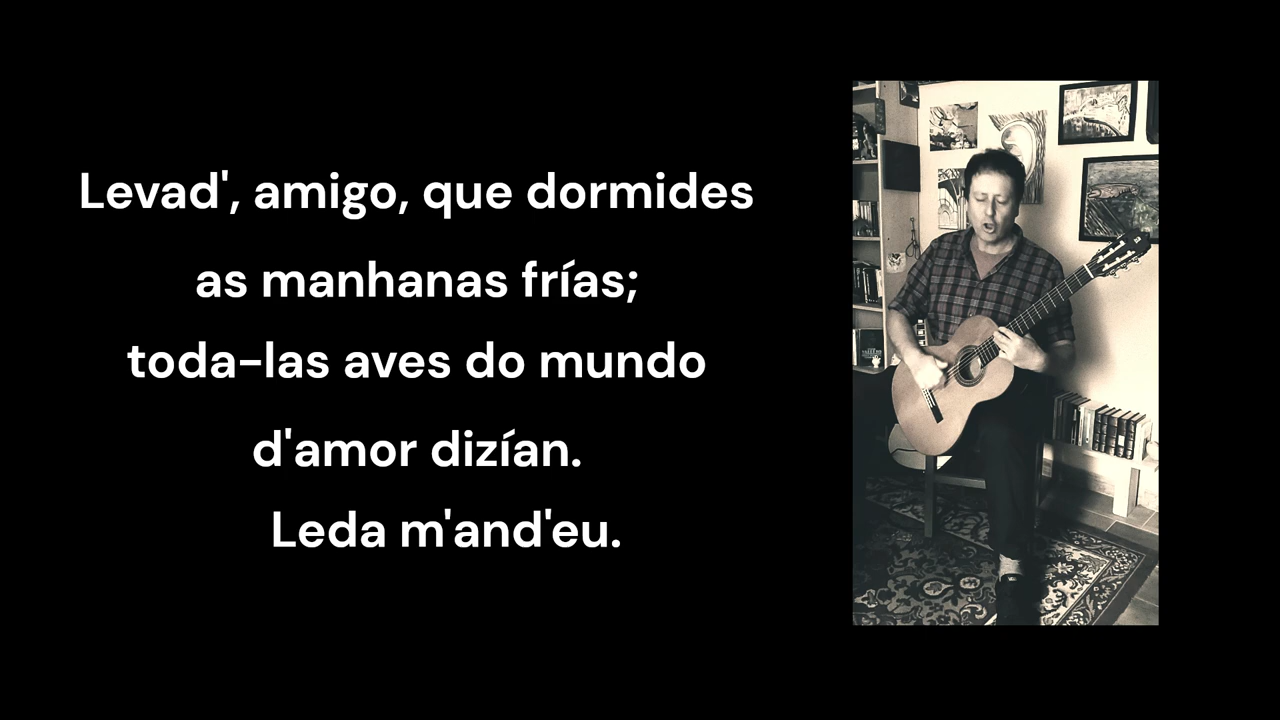 Levad', amigo, que dormides
as manhanas frías;
toda-las aves do mundo
d'amor dizían.
Leda m'and'eu.